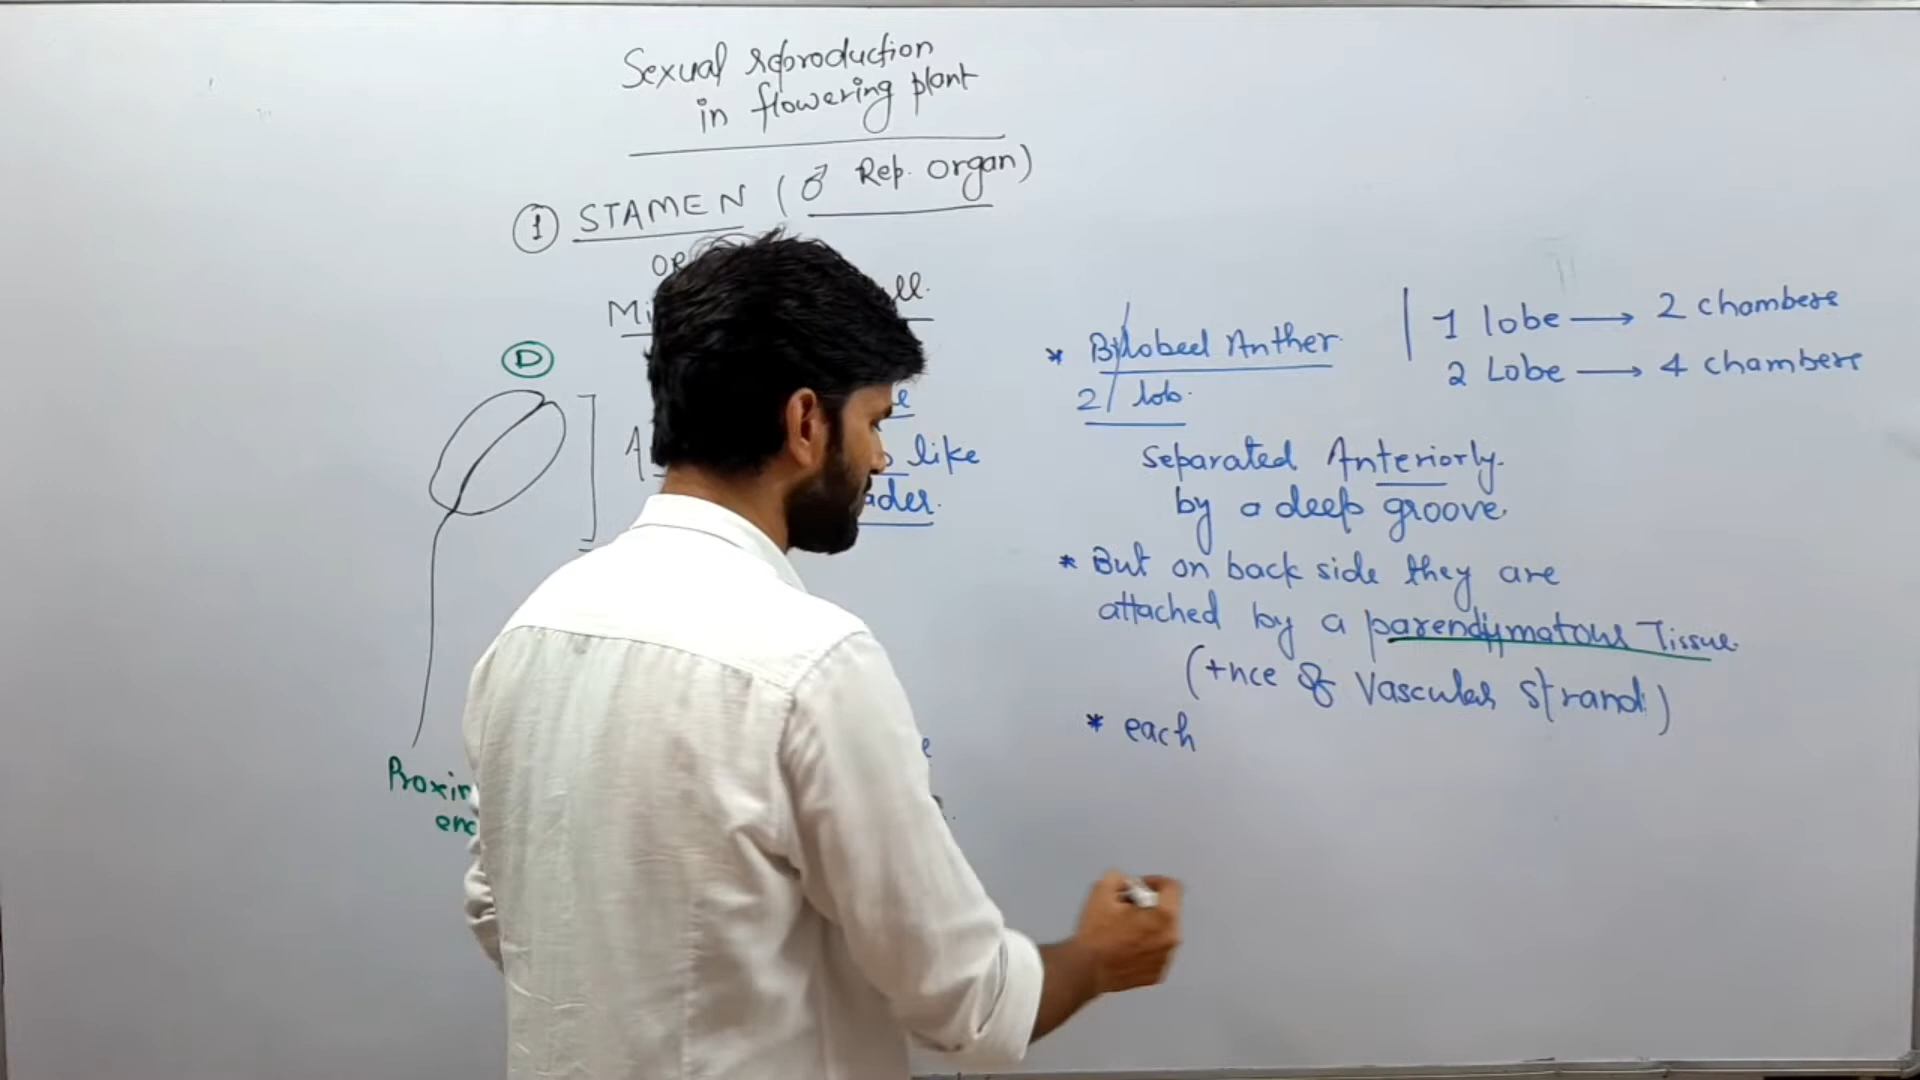 Sexual reproduction
in flowering plant
① STAMEN (♂ Rep. organ)
OR
D
like
Proxi
* Bilobed Anther
2 / lob.
1 lobe → 2 chambers
2 Lobe → 4 chambers
Separated Anteriorly.
by a deep groove.
* But on back side they are
attached by a parenchymatous Tissue.
(+nce of Vascular Strand)
* each